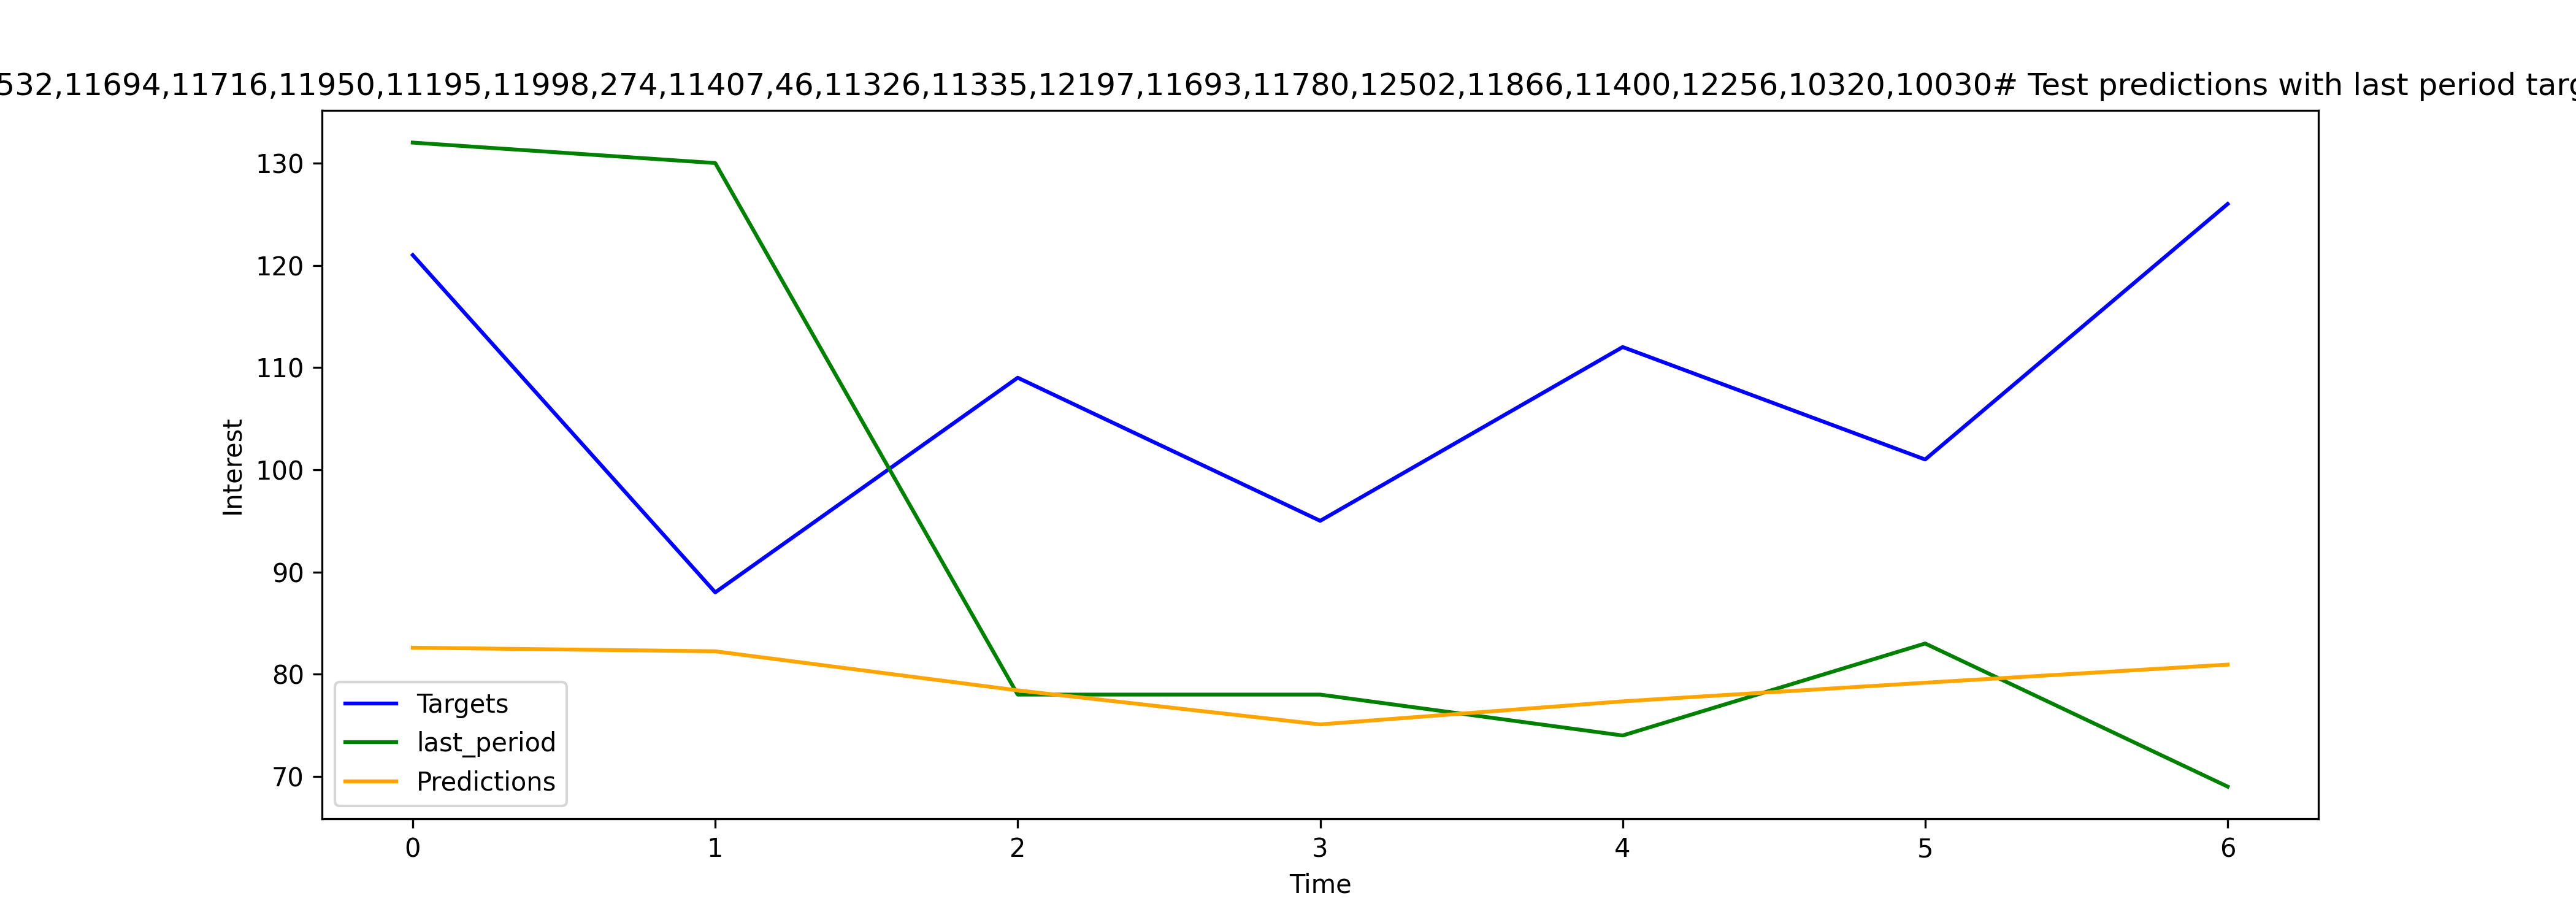 532,11694,11716,11950,11195,11998,274,11407,46,11326,11335,12197,11693,11780,12502,11866,11400,12256,10320,10030# Test predictions with last period targ
130
120
110
100
90
80
70
Interest
Targets
last_period
Predictions
0 1 2 3 4 5 6
Time